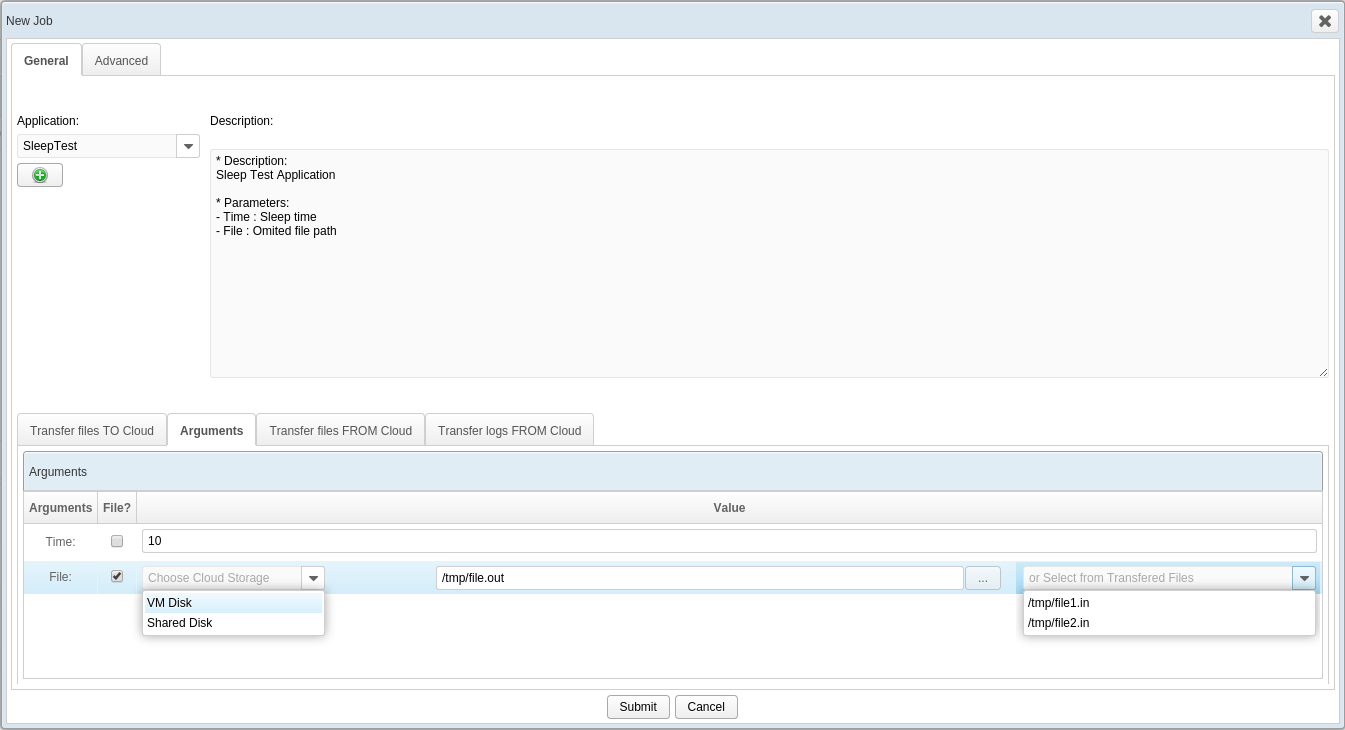 New Job
General
Advanced
Application:
Description:
SleepTest
* Description:
Sleep Test Application
* Parameters:
- Time : Sleep time
- File : Omited file path
Transfer files TO Cloud
Arguments
Transfer files FROM Cloud
Transfer logs FROM Cloud
Arguments
Arguments
File?
Value
Time:
10
File:
Choose Cloud Storage
/tmp/file.out
...
or Select from Transfered Files
VM Disk
Shared Disk
/tmp/file1.in
/tmp/file2.in
Submit
Cancel